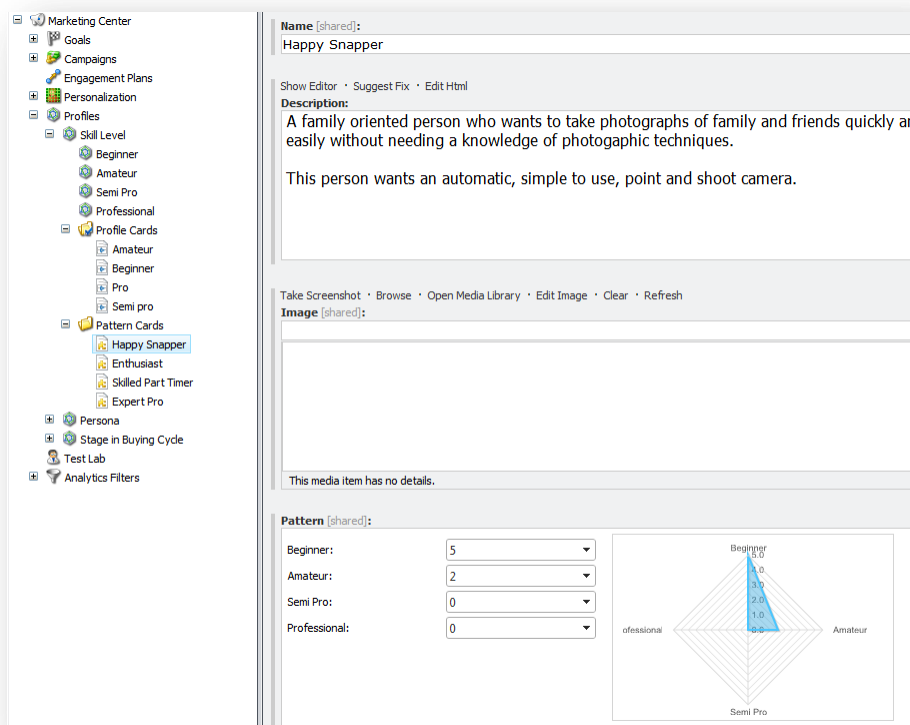 Marketing Center
Goals
Campaigns
Engagement Plans
Personalization
Profiles
Skill Level
Beginner
Amateur
Semi Pro
Professional
Profile Cards
Amateur
Beginner
Pro
Semi pro
Pattern Cards
Happy Snapper
Enthusiast
Skilled Part Timer
Expert Pro
Persona
Stage in Buying Cycle
Test Lab
Analytics Filters
Name [shared]:
Happy Snapper
Show Editor · Suggest Fix · Edit Html
Description:
A family oriented person who wants to take photographs of family and friends quickly
easily without needing a knowledge of photogaphic techniques.
This person wants an automatic, simple to use, point and shoot camera.
Take Screenshot · Browse · Open Media Library · Edit Image · Clear · Refresh
Image [shared]:
This media item has no details.
Pattern [shared]:
Beginner: 5
Amateur: 2
Semi Pro: 0
Professional: 0
Beginner
5.0
4.0
3.0
2.0
1.0
0.0
ofessional
Amateur
Semi Pro